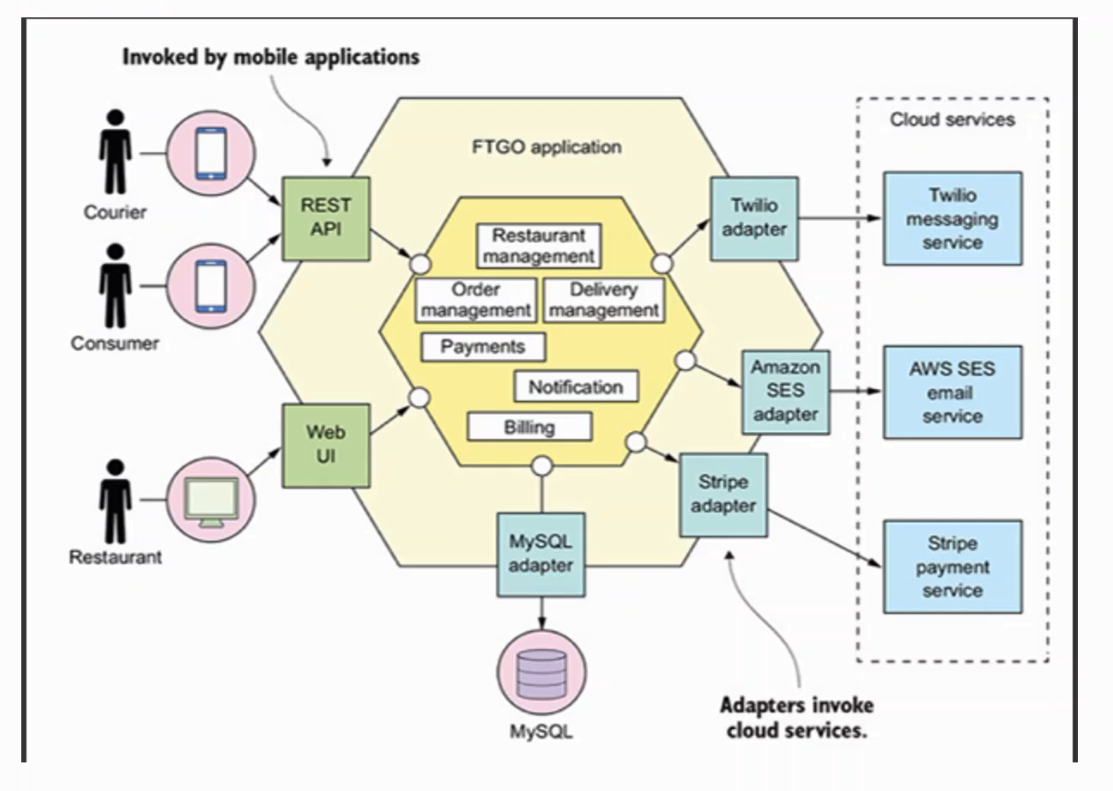 Invoked by mobile applications
Courier
Consumer
Restaurant
REST
API
Web
UI
FTGO application
Restaurant
management
Order
management
Delivery
management
Payments
Notification
Billing
MySQL
adapter
MySQL
Twilio
adapter
Amazon
SES
adapter
Stripe
adapter
Cloud services
Twilio
messaging
service
AWS SES
email
service
Stripe
payment
service
Adapters invoke
cloud services.